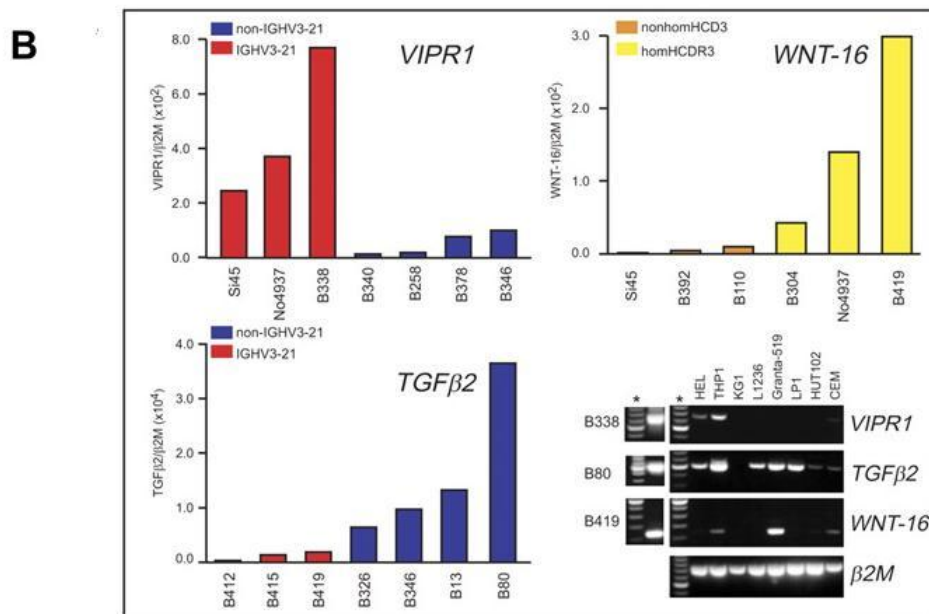 B
non-IGHV3-21
IGHV3-21
VIPR1
VIPR1/β2M (x10²)
8.0
6.0
4.0
2.0
0.0
Si45
No4937
B338
B340
B258
B378
B346
nonhomHCD3
homHCDR3
WNT-16
WNT-16/β2M (x10²)
3.0
2.0
1.0
0.0
Si45
B392
B110
B304
No4937
B419
non-IGHV3-21
IGHV3-21
TGFβ2
TGFβ2/β2M (x10⁴)
4.0
3.0
2.0
1.0
0.0
B412
B415
B419
B326
B346
B13
B80
* * HEL THP1 KG1 L1236 Granta-519 LP1 HUT102 CEM
B338 VIPR1
B80 TGFβ2
B419 WNT-16
β2M